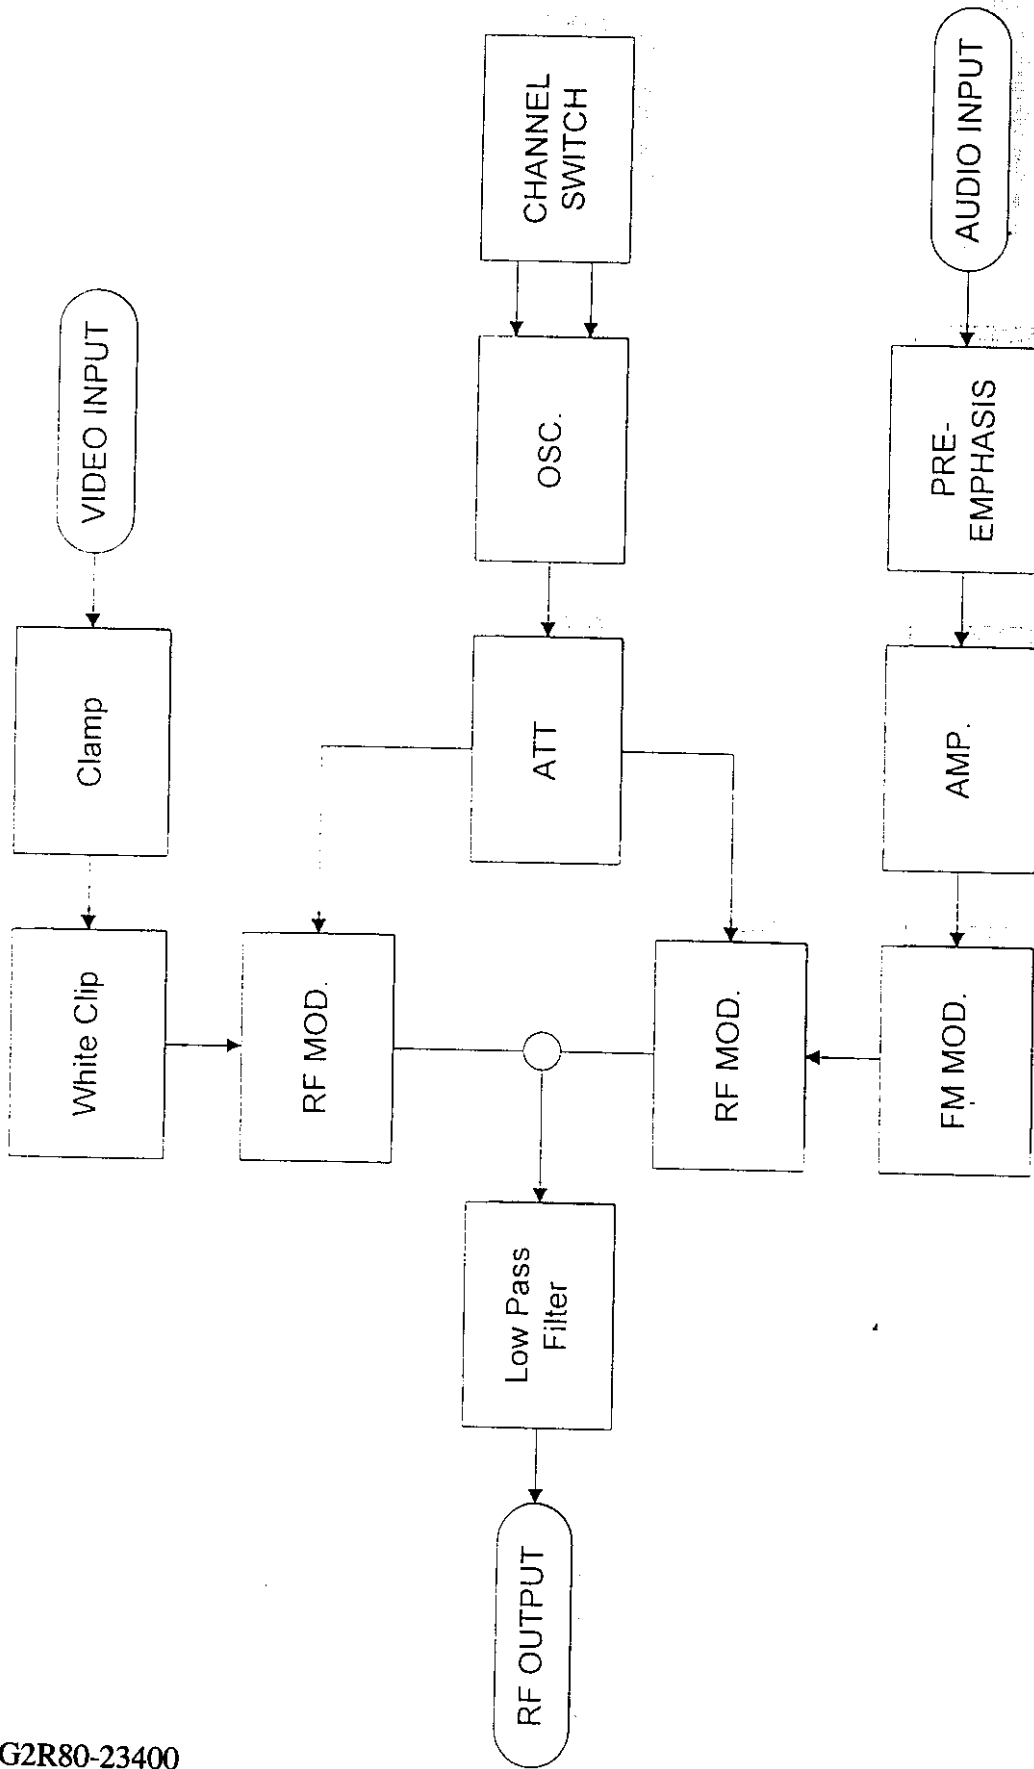 VIDEO INPUT
Clamp
White Clip
CHANNEL
SWITCH
OSC.
ATT
RF MOD.
RF MOD.
Low Pass
Filter
RF OUTPUT
AUDIO INPUT
PRE-
EMPHASIS
AMP.
FM MOD.
G2R80-23400